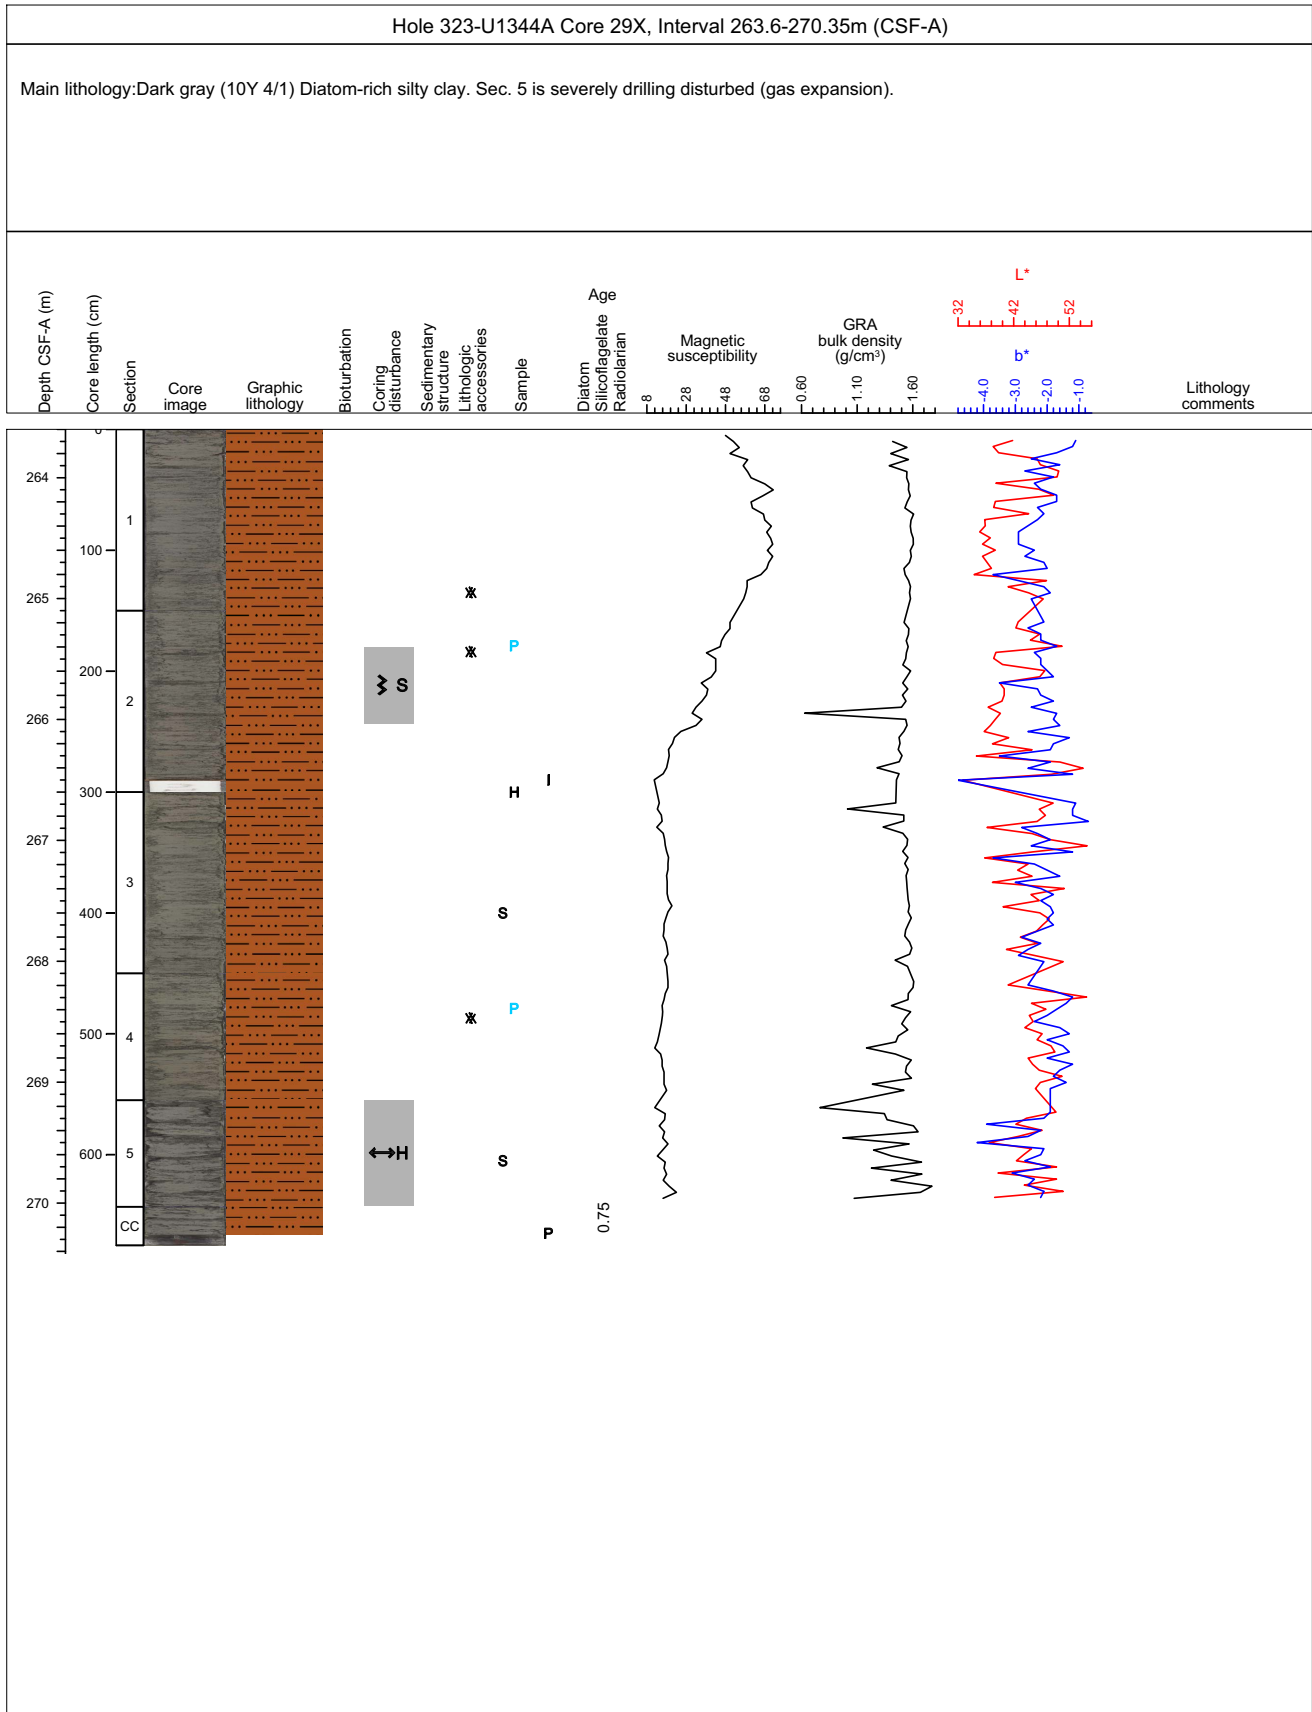 Hole 323-U1344A Core 29X, Interval 263.6-270.35m (CSF-A)
Main lithology:Dark gray (10Y 4/1) Diatom-rich silty clay. Sec. 5 is severely drilling disturbed (gas expansion).
Depth CSF-A (m)
Core length (cm)
Section
Core
image
Graphic
lithology
Bioturbation
Coring
disturbance
Sedimentary
structure
Lithologic
accessories
Sample
Age
Diatom
Silicoflagelate
Radiolarian
Magnetic
susceptibility
8 28 48 68
GRA
bulk density
(g/cm³)
0.60 1.10 1.60
L*
32 42 52
b*
-4.0 -3.0 -2.0 -1.0
Lithology
comments
0
264
1
100
265
P
200
S
2
266
I
H
300
267
3
400
S
268
P
500
4
269
5
H
600
S
270
0.75
CC
P